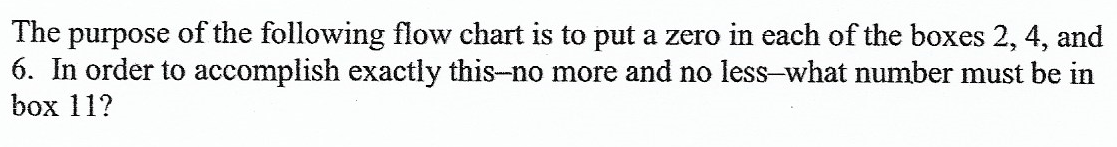 The purpose of the following flow chart is to put a zero in each of the boxes 2, 4, and
6. In order to accomplish exactly this--no more and no less--what number must be in
box 11?